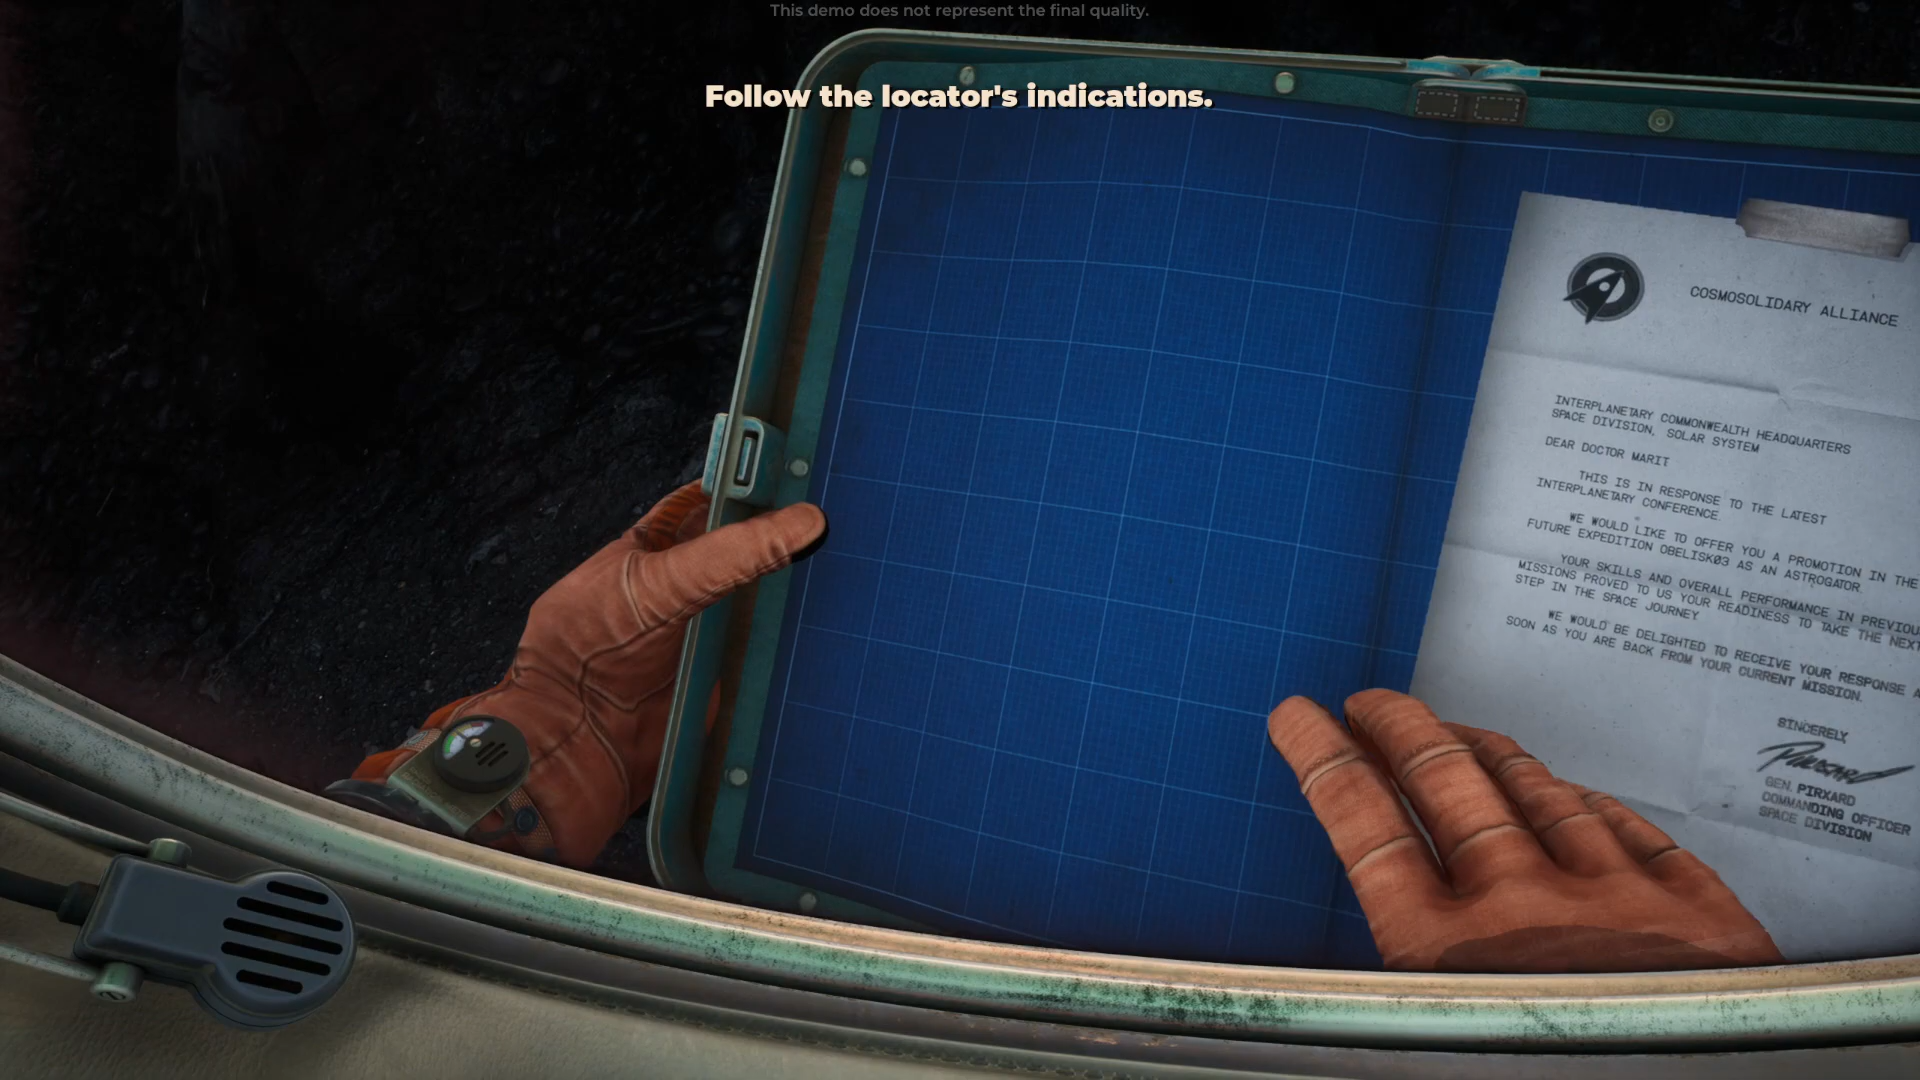 This demo does not represent the final quality.
Follow the locator's indications.
COSMOSOLIDARY ALLIANCE
INTERPLANETARY COMMONWEALTH HEADQUARTERS
SPACE DIVISION, SOLAR SYSTEM
DEAR DOCTOR MARIT
THIS IS IN RESPONSE TO THE LATEST
INTERPLANETARY CONFERENCE.
WE WOULD LIKE TO OFFER YOU A PROMOTION IN THE
FUTURE EXPEDITION OBELISK03 AS AN ASTROGATOR.
YOUR SKILLS AND OVERALL PERFORMANCE IN PREVIOU
MISSIONS PROVED TO US YOUR READINESS TO TAKE THE NEXT
STEP IN THE SPACE JOURNEY.
WE WOULD BE DELIGHTED TO RECEIVE YOUR RESPONSE A
SOON AS YOU ARE BACK FROM YOUR CURRENT MISSION.
SINCERELY
GEN. PIRXARD
COMMANDING OFFICER
SPACE DIVISION